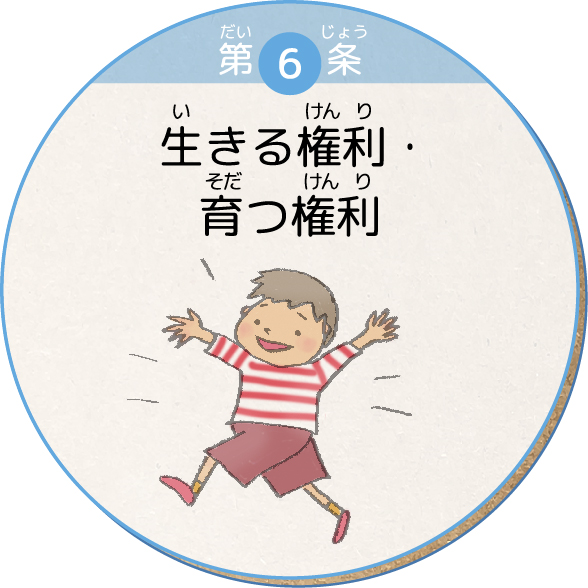 だい じょう
第6条
い けん り
生きる権利・
そだ けん り
育つ権利